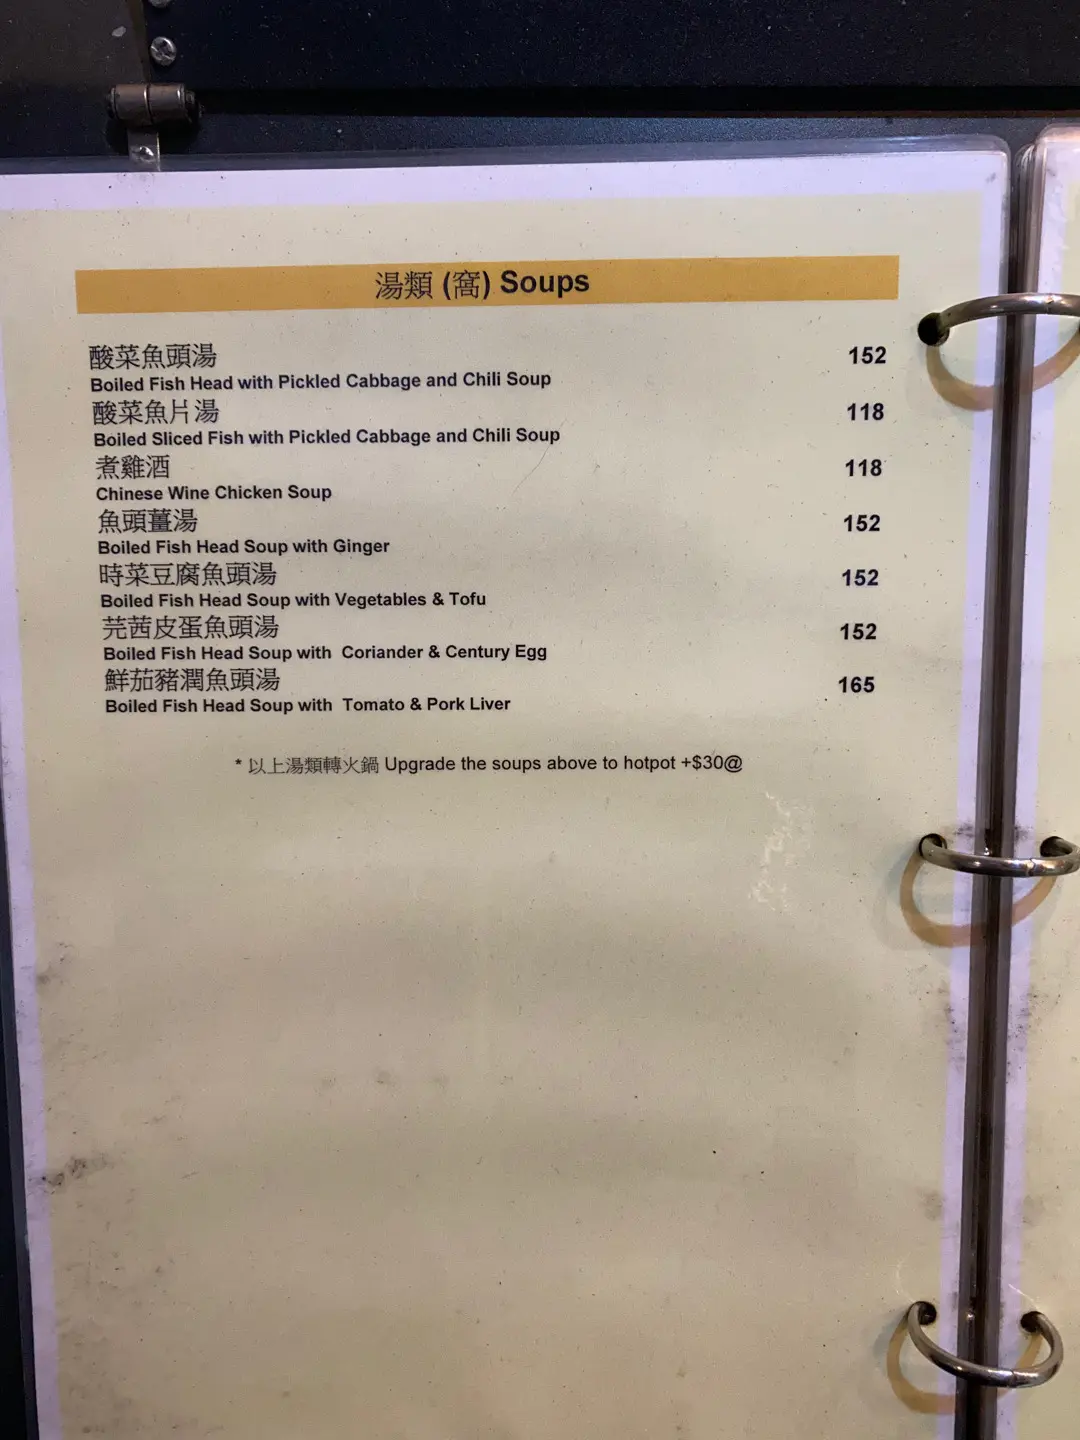 湯類 (窩) Soups
酸菜魚頭湯 152
Boiled Fish Head with Pickled Cabbage and Chili Soup
酸菜魚片湯 118
Boiled Sliced Fish with Pickled Cabbage and Chili Soup
煮雞酒 118
Chinese Wine Chicken Soup
魚頭薑湯 152
Boiled Fish Head Soup with Ginger
時菜豆腐魚頭湯 152
Boiled Fish Head Soup with Vegetables & Tofu
芫茜皮蛋魚頭湯 152
Boiled Fish Head Soup with Coriander & Century Egg
鮮茄豬潤魚頭湯 165
Boiled Fish Head Soup with Tomato & Pork Liver
* 以上湯類轉火鍋 Upgrade the soups above to hotpot +$30@